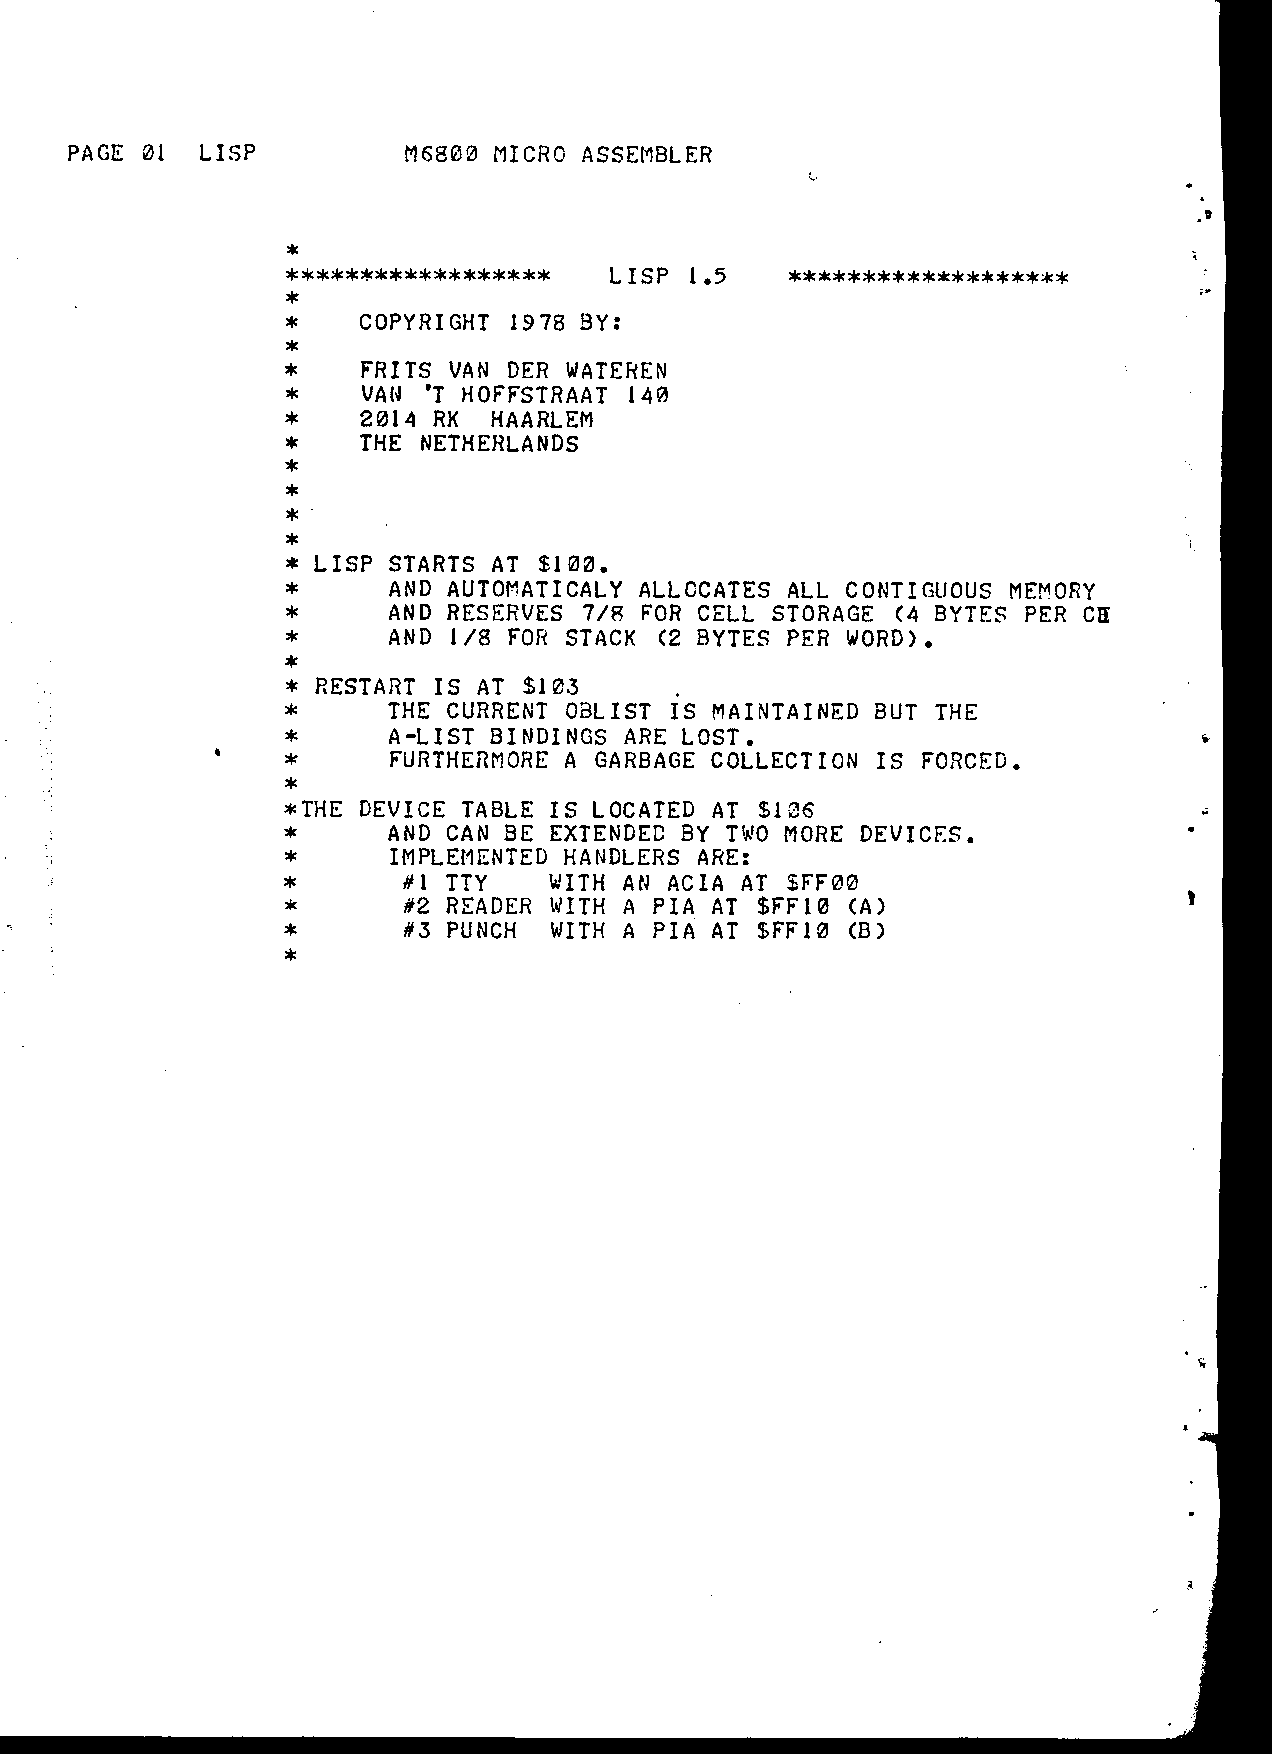 PAGE 01  LISP          M6800 MICRO ASSEMBLER
*
******************    LISP 1.5    *******************
*
*    COPYRIGHT 1978 BY:
*
*    FRITS VAN DER WATEREN
*    VAN 'T HOFFSTRAAT 140
*    2014 RK  HAARLEM
*    THE NETHERLANDS
*
*
*
*
* LISP STARTS AT $100.
*      AND AUTOMATICALY ALLOCATES ALL CONTIGUOUS MEMORY
*      AND RESERVES 7/8 FOR CELL STORAGE (4 BYTES PER
*      AND 1/8 FOR STACK (2 BYTES PER WORD).
*
* RESTART IS AT $103
*      THE CURRENT OBLIST IS MAINTAINED BUT THE
*      A-LIST BINDINGS ARE LOST.
*      FURTHERMORE A GARBAGE COLLECTION IS FORCED.
*
*THE DEVICE TABLE IS LOCATED AT $106
*      AND CAN BE EXTENDED BY TWO MORE DEVICES.
*      IMPLEMENTED HANDLERS ARE:
*       #1 TTY    WITH AN ACIA AT $FF00
*       #2 READER WITH A PIA AT $FF10 (A)
*       #3 PUNCH  WITH A PIA AT $FF10 (B)
*